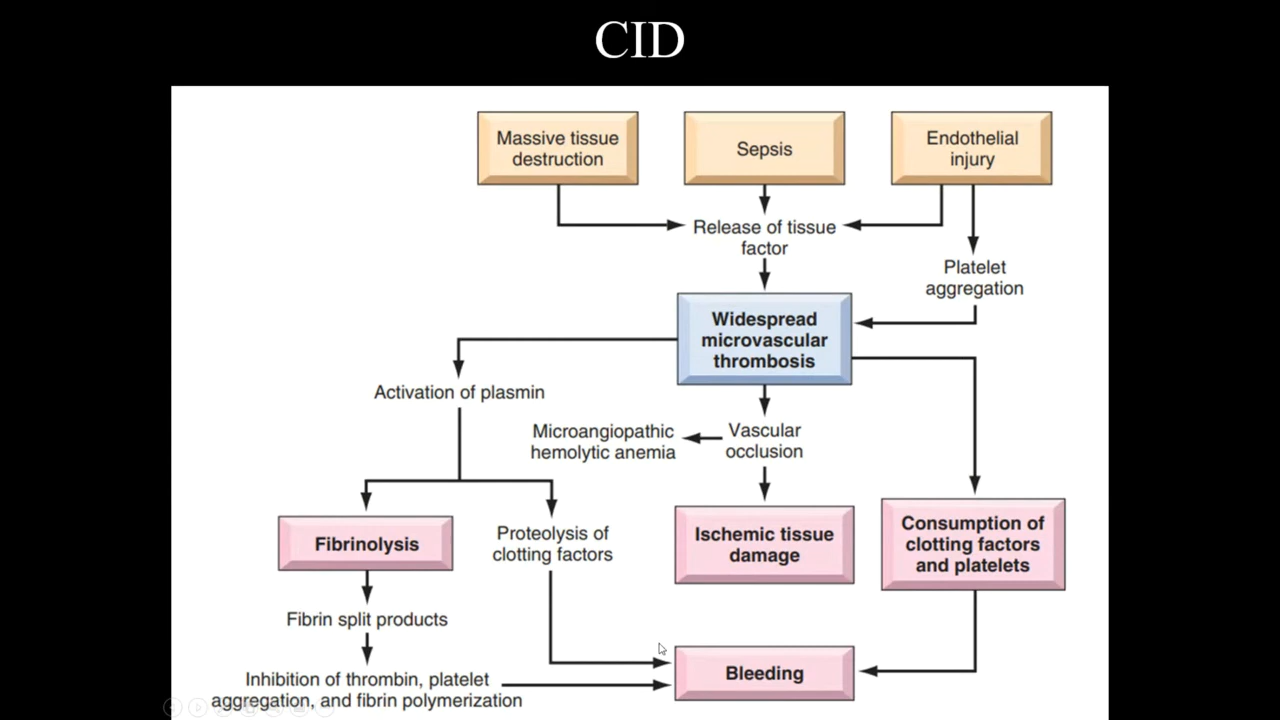 CID
Massive tissue
destruction
Sepsis
Endothelial
injury
Release of tissue
factor
Platelet
aggregation
Widespread
microvascular
thrombosis
Activation of plasmin
Microangiopathic
hemolytic anemia
Vascular
occlusion
Fibrinolysis
Proteolysis of
clotting factors
Ischemic tissue
damage
Consumption of
clotting factors
and platelets
Fibrin split products
Inhibition of thrombin, platelet
aggregation, and fibrin polymerization
Bleeding